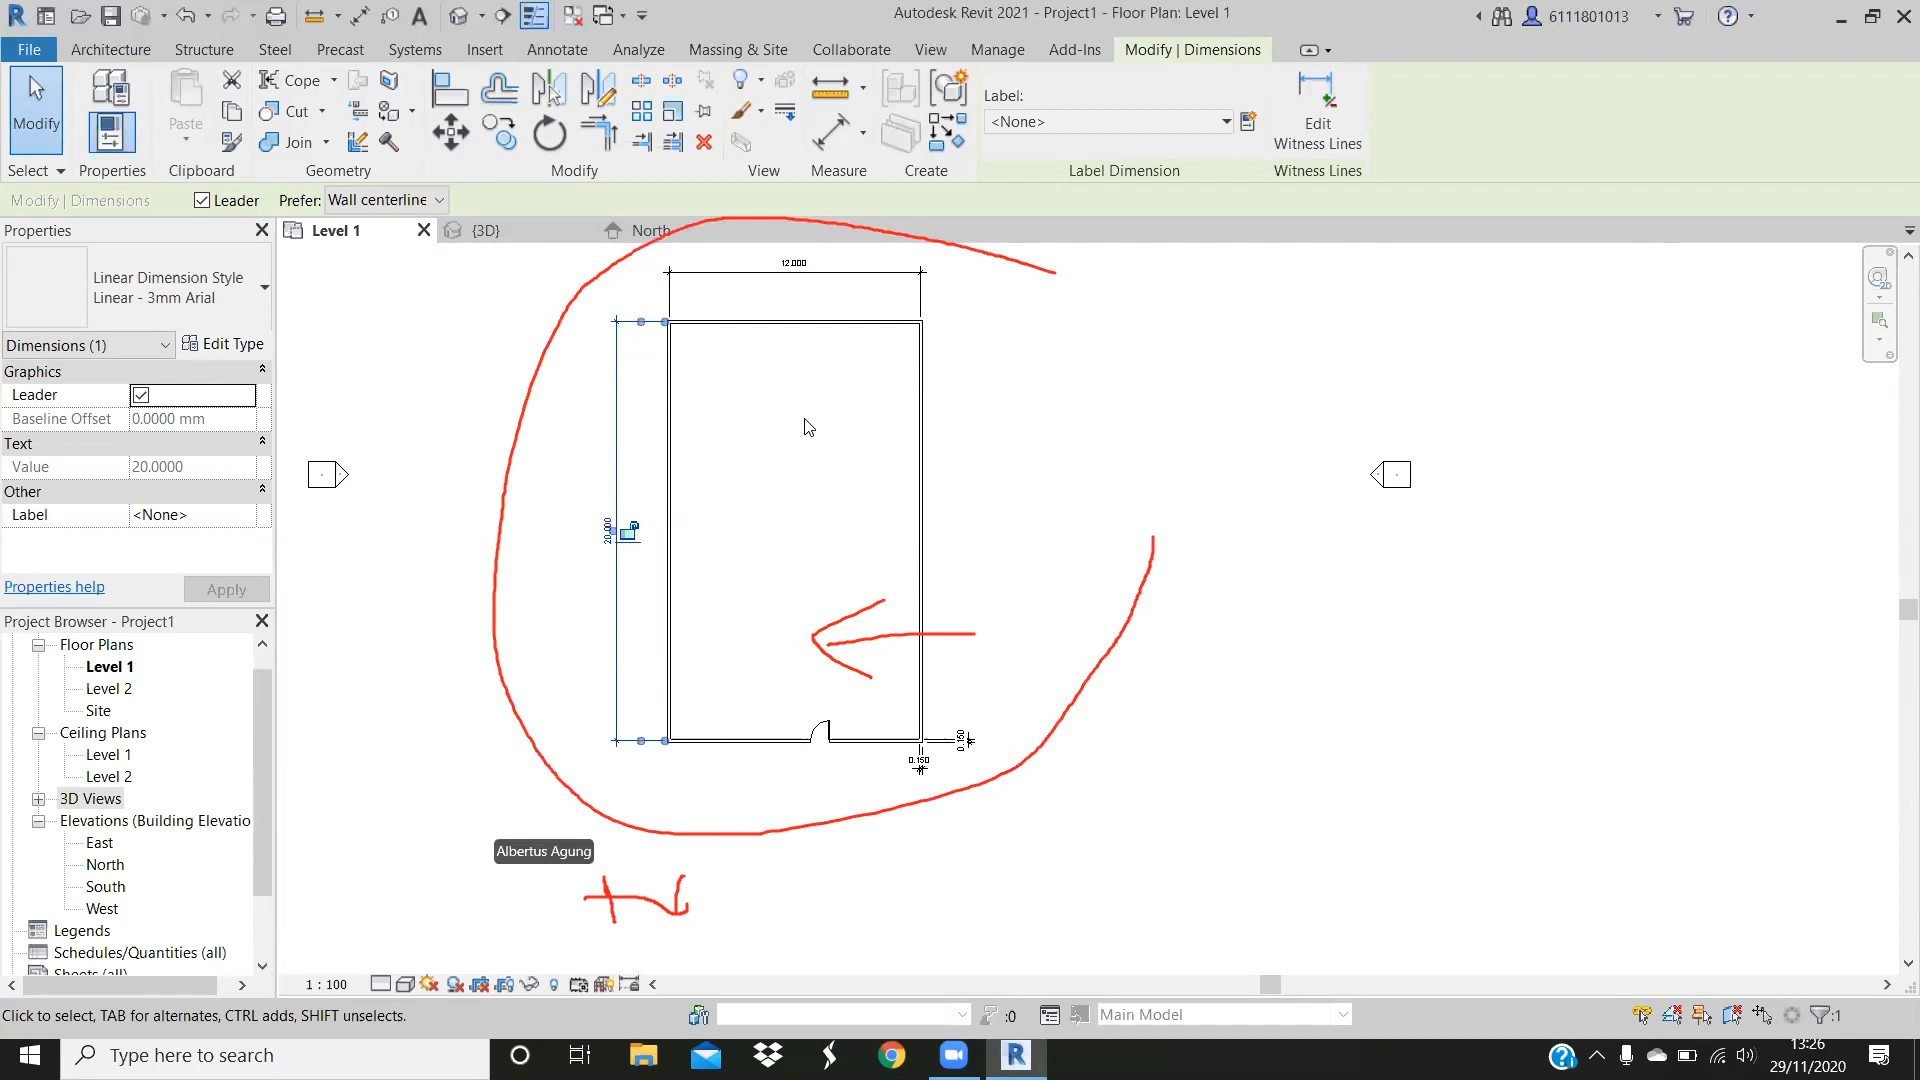 Autodesk Revit 2021 - Project1 - Floor Plan: Level 1
6111801013
File Architecture Structure Steel Precast Systems Insert Annotate Analyze Massing & Site Collaborate View Manage Add-Ins Modify | Dimensions
Modify
Paste
Cope
Cut
Join
Label:
<None>
Edit
Witness Lines
Select Properties Clipboard Geometry Modify View Measure Create Label Dimension Witness Lines
Modify | Dimensions Leader Prefer: Wall centerline
Properties
Level 1 {3D} North
Linear Dimension Style
Linear - 3mm Arial
Dimensions (1) Edit Type
Graphics
Leader
Baseline Offset 0.0000 mm
Text
Value 20.0000
Other
Label <None>
Properties help Apply
12.000
20.000
0.150
0.150
2D
Project Browser - Project1
Floor Plans
Level 1
Level 2
Site
Ceiling Plans
Level 1
Level 2
3D Views
Elevations (Building Elevatio
East
North
South
West
Legends
Schedules/Quantities (all)
Sheets (all)
Albertus Agung
1 : 100
Click to select, TAB for alternates, CTRL adds, SHIFT unselects.
:0
Main Model
:1
Type here to search
13:26
29/11/2020